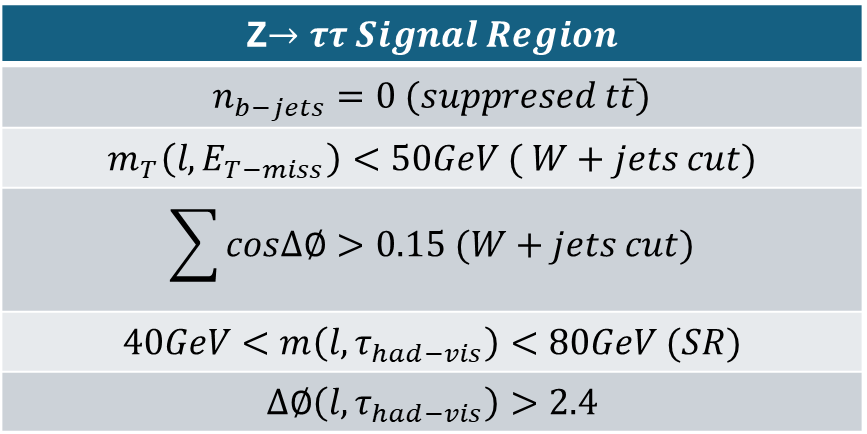 Z→ ττ Signal Region
n_{b−jets} = 0 (suppresed tt̄)
m_T(l, E_{T−miss}) < 50GeV ( W + jets cut)
∑ cosΔØ > 0.15 (W + jets cut)
40GeV < m(l, τ_{had−vis}) < 80GeV (SR)
ΔØ(l, τ_{had−vis}) > 2.4